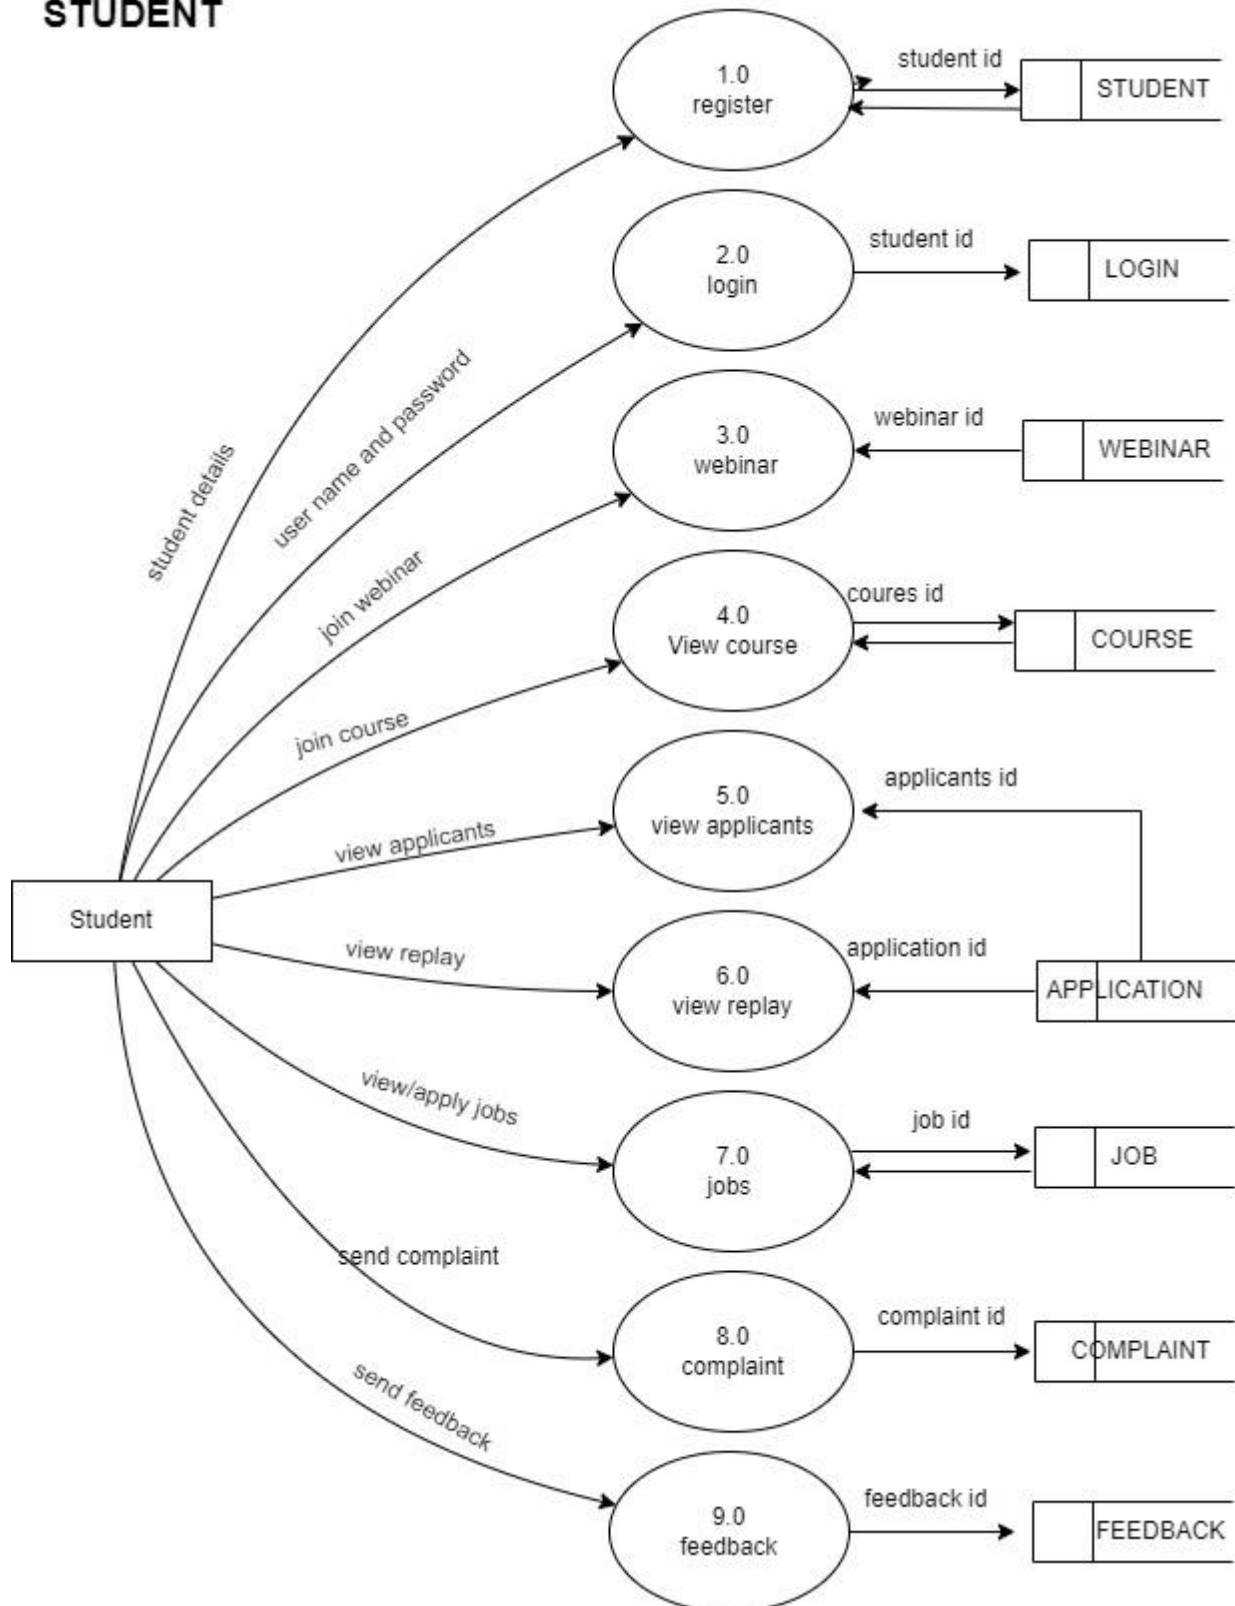 STUDENT
1.0
register
student id
STUDENT
2.0
login
student id
LOGIN
student details
user name and password
3.0
webinar
webinar id
WEBINAR
join webinar
4.0
View course
coures id
COURSE
join course
5.0
view applicants
applicants id
view applicants
Student
view replay
6.0
view replay
application id
APPLICATION
view/apply jobs
7.0
jobs
job id
JOB
send complaint
8.0
complaint
complaint id
COMPLAINT
send feedback
9.0
feedback
feedback id
FEEDBACK